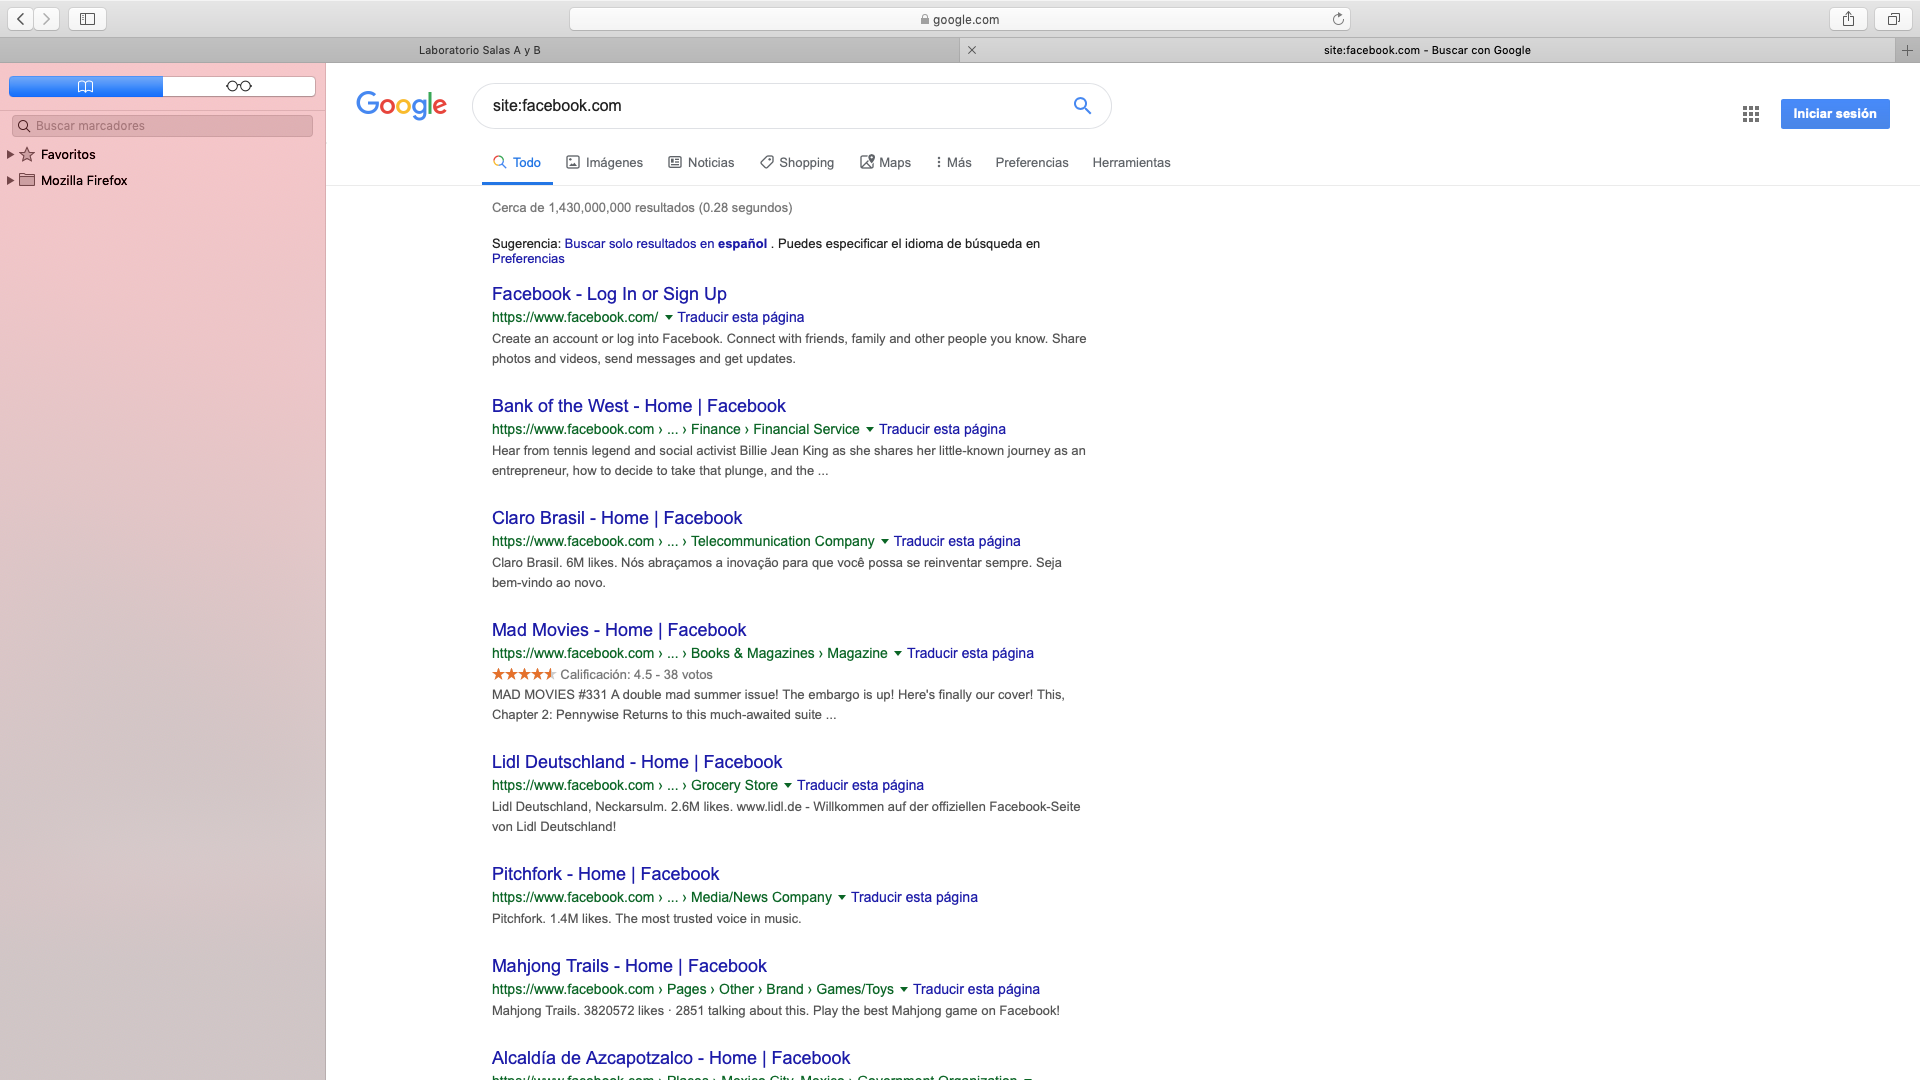 google.com
Laboratorio Salas A y B
site:facebook.com - Buscar con Google
Buscar marcadores
Favoritos
Mozilla Firefox
Google
site:facebook.com
Iniciar sesión
Todo Imágenes Noticias Shopping Maps Más Preferencias Herramientas
Cerca de 1,430,000,000 resultados (0.28 segundos)
Sugerencia: Buscar solo resultados en español . Puedes especificar el idioma de búsqueda en
Preferencias
Facebook - Log In or Sign Up
https://www.facebook.com/ Traducir esta página
Create an account or log into Facebook. Connect with friends, family and other people you know. Share
photos and videos, send messages and get updates.
Bank of the West - Home | Facebook
https://www.facebook.com › ... › Finance › Financial Service Traducir esta página
Hear from tennis legend and social activist Billie Jean King as she shares her little-known journey as an
entrepreneur, how to decide to take that plunge, and the ...
Claro Brasil - Home | Facebook
https://www.facebook.com › ... › Telecommunication Company Traducir esta página
Claro Brasil. 6M likes. Nós abraçamos a inovação para que você possa se reinventar sempre. Seja
bem-vindo ao novo.
Mad Movies - Home | Facebook
https://www.facebook.com › ... › Books & Magazines › Magazine Traducir esta página
Calificación: 4.5 - 38 votos
MAD MOVIES #331 A double mad summer issue! The embargo is up! Here's finally our cover! This,
Chapter 2: Pennywise Returns to this much-awaited suite ...
Lidl Deutschland - Home | Facebook
https://www.facebook.com › ... › Grocery Store Traducir esta página
Lidl Deutschland, Neckarsulm. 2.6M likes. www.lidl.de - Willkommen auf der offiziellen Facebook-Seite
von Lidl Deutschland!
Pitchfork - Home | Facebook
https://www.facebook.com › ... › Media/News Company Traducir esta página
Pitchfork. 1.4M likes. The most trusted voice in music.
Mahjong Trails - Home | Facebook
https://www.facebook.com › Pages › Other › Brand › Games/Toys Traducir esta página
Mahjong Trails. 3820572 likes · 2851 talking about this. Play the best Mahjong game on Facebook!
Alcaldía de Azcapotzalco - Home | Facebook
https://www.facebook.com › Places › Mexico City, Mexico › Government Organization